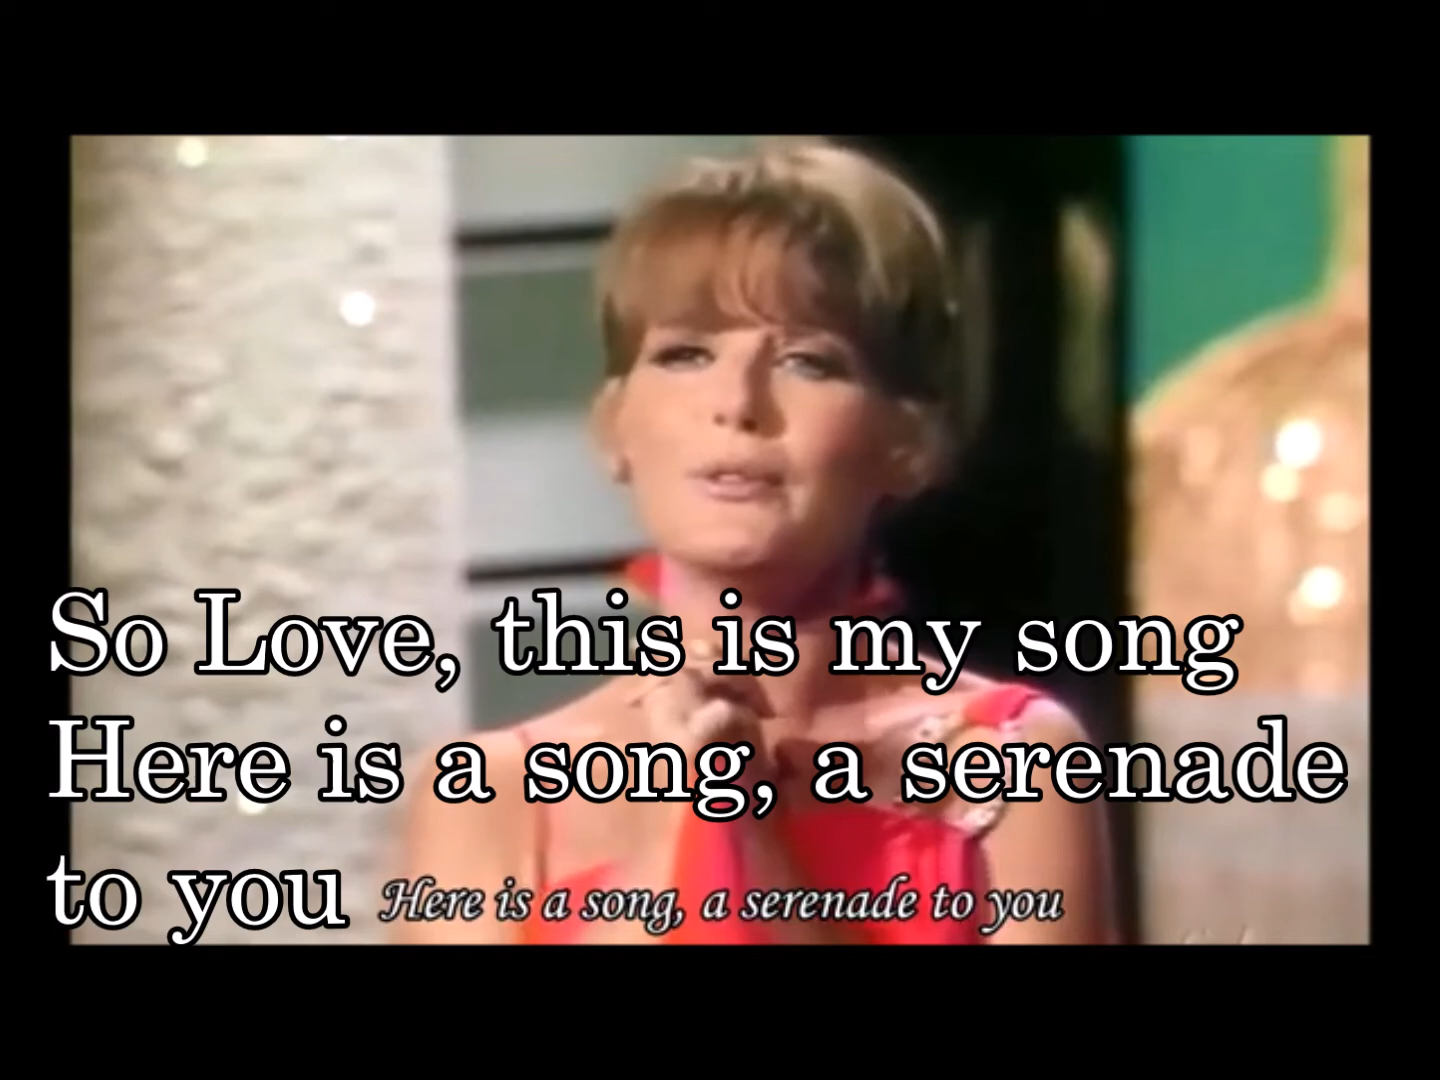 So Love, this is my song
Here is a song, a serenade
to you
Here is a song, a serenade to you